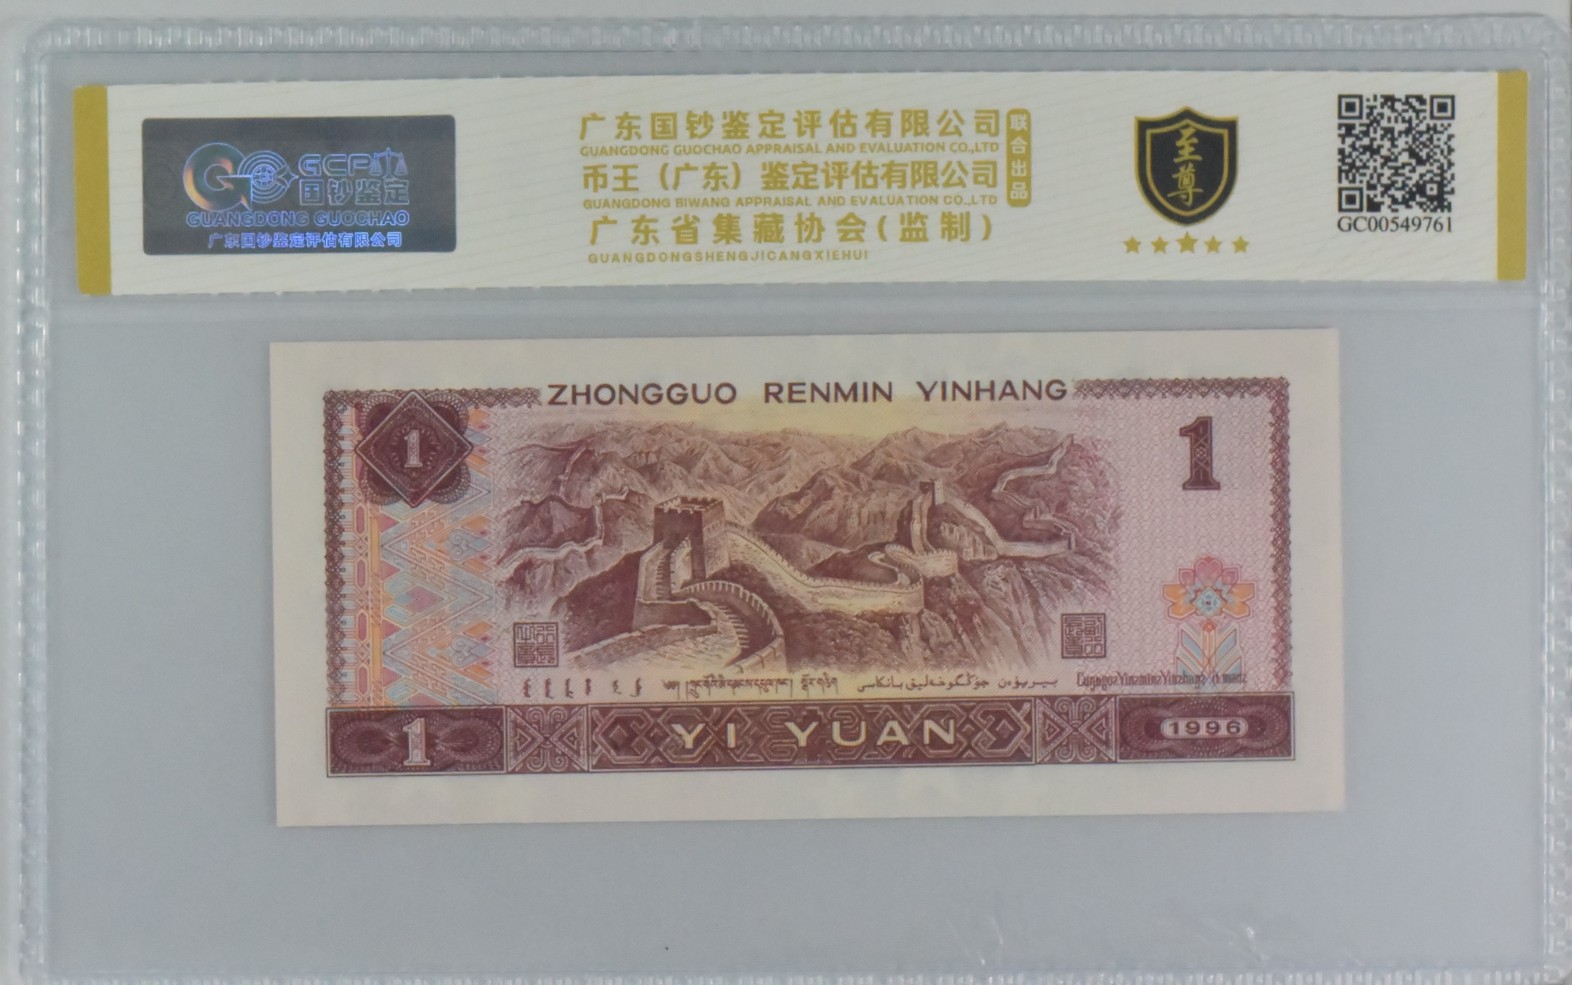 GCP
国钞鉴定
GUANGDONG GUOCHAO
广东国钞鉴定评估有限公司
广东国钞鉴定评估有限公司
GUANGDONG GUOCHAO APPRAISAL AND EVALUATION CO.,LTD
币王（广东）鉴定评估有限公司
GUANGDONG BIWANG APPRAISAL AND EVALUATION CO.,LTD
联合出品
广东省集藏协会(监制)
GUANGDONGSHENGJICANGXIEHUI
至尊
GC00549761
ZHONGGUO RENMIN YINHANG
1
1
1
YI YUAN
1996